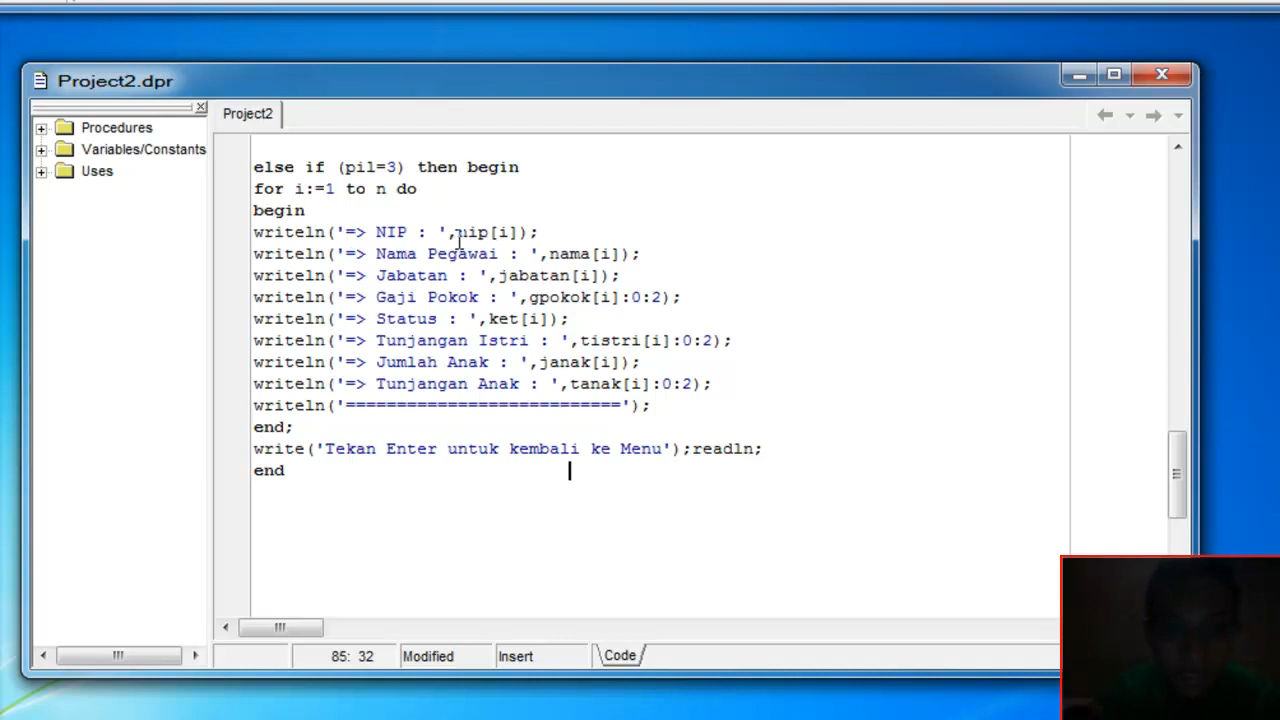 Project2.dpr
Procedures
Variables/Constants
Uses
Project2
else if (pil=3) then begin
for i:=1 to n do
begin
writeln('=> NIP : ',nip[i]);
writeln('=> Nama Pegawai : ',nama[i]);
writeln('=> Jabatan : ',jabatan[i]);
writeln('=> Gaji Pokok : ',gpokok[i]:0:2);
writeln('=> Status : ',ket[i]);
writeln('=> Tunjangan Istri : ',tistri[i]:0:2);
writeln('=> Jumlah Anak : ',janak[i]);
writeln('=> Tunjangan Anak : ',tanak[i]:0:2);
writeln('===========================');
end;
write('Tekan Enter untuk kembali ke Menu');readln;
end
85: 32
Modified
Insert
Code